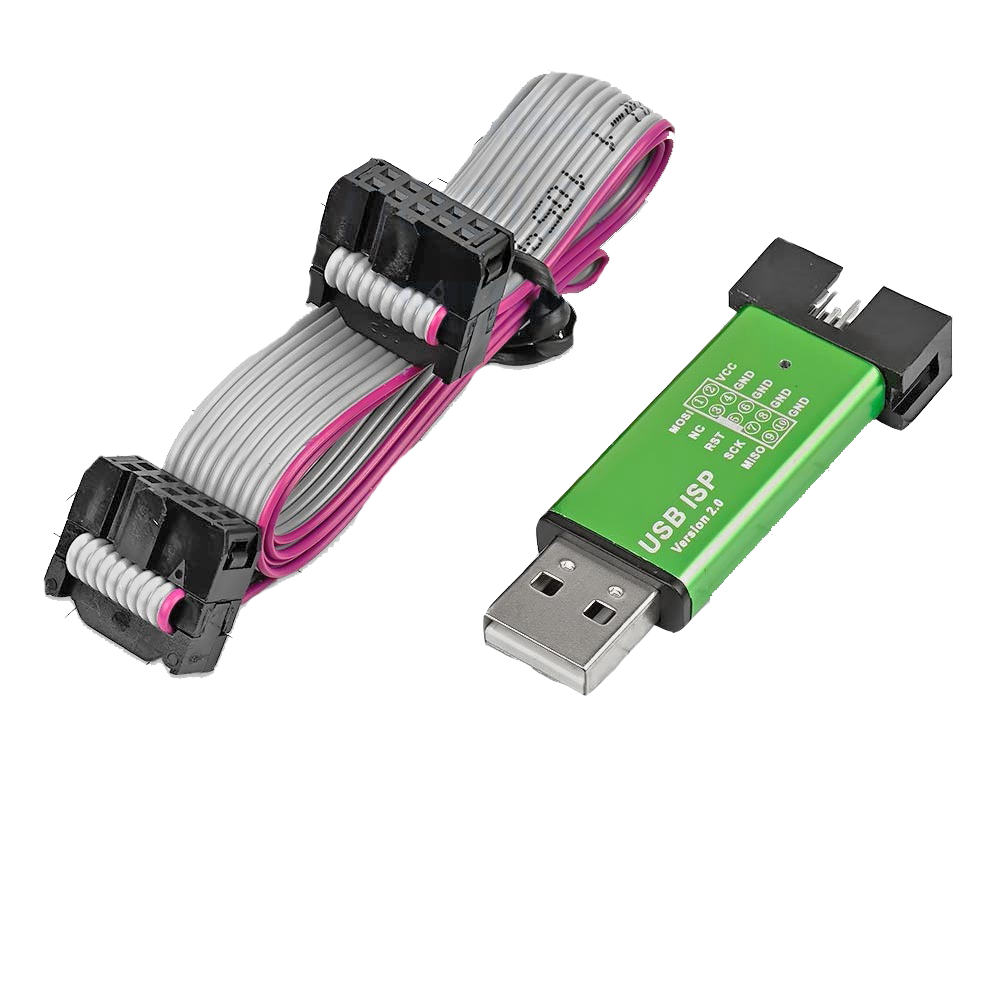 MOSI ① ② VCC
NC ③ ④ GND
RST ⑤ ⑥ GND
SCK ⑦ ⑧ GND
MISO ⑨ ⑩ GND
USB ISP
Version 2.0